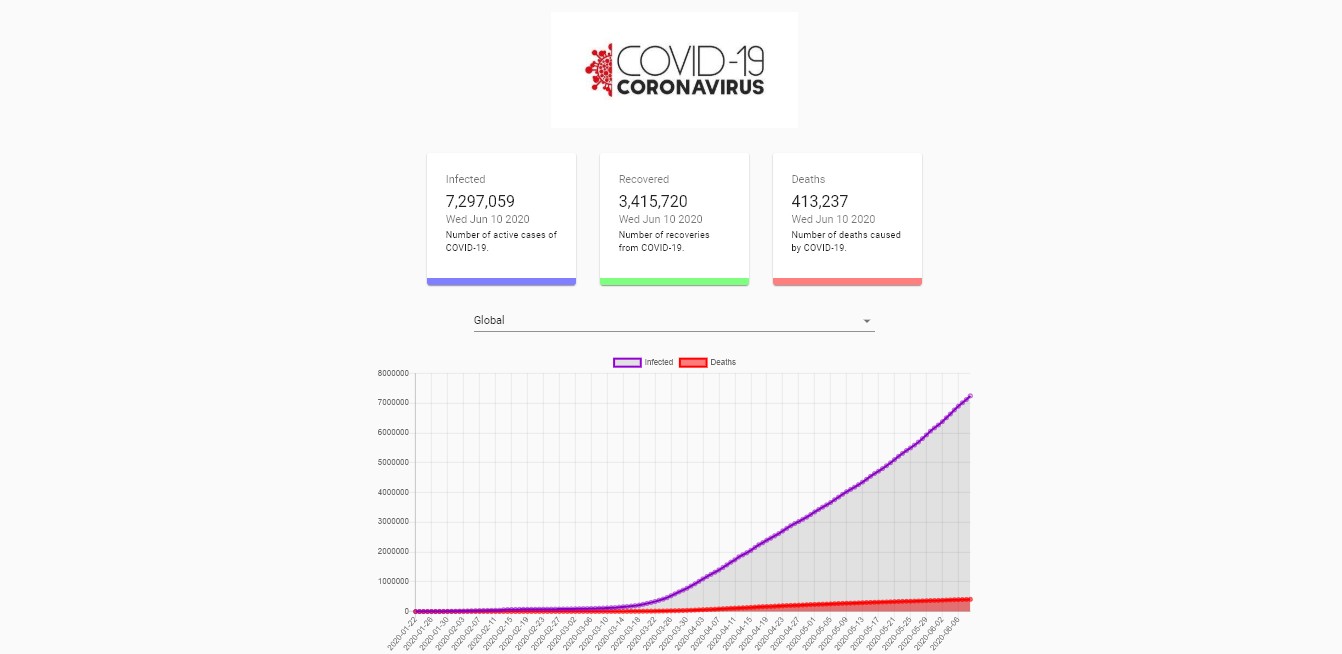 COVID-19
CORONAVIRUS
Infected
7,297,059
Wed Jun 10 2020
Number of active cases of
COVID-19.
Recovered
3,415,720
Wed Jun 10 2020
Number of recoveries
from COVID-19.
Deaths
413,237
Wed Jun 10 2020
Number of deaths caused
by COVID-19.
Global
Infected Deaths
8000000
7000000
6000000
5000000
4000000
3000000
2000000
1000000
0
2020-01-22
2020-01-26
2020-01-30
2020-02-03
2020-02-07
2020-02-11
2020-02-15
2020-02-19
2020-02-23
2020-02-27
2020-03-02
2020-03-06
2020-03-10
2020-03-14
2020-03-18
2020-03-22
2020-03-26
2020-03-30
2020-04-03
2020-04-07
2020-04-11
2020-04-15
2020-04-19
2020-04-23
2020-04-27
2020-05-01
2020-05-05
2020-05-09
2020-05-13
2020-05-17
2020-05-21
2020-05-25
2020-05-29
2020-06-02
2020-06-06